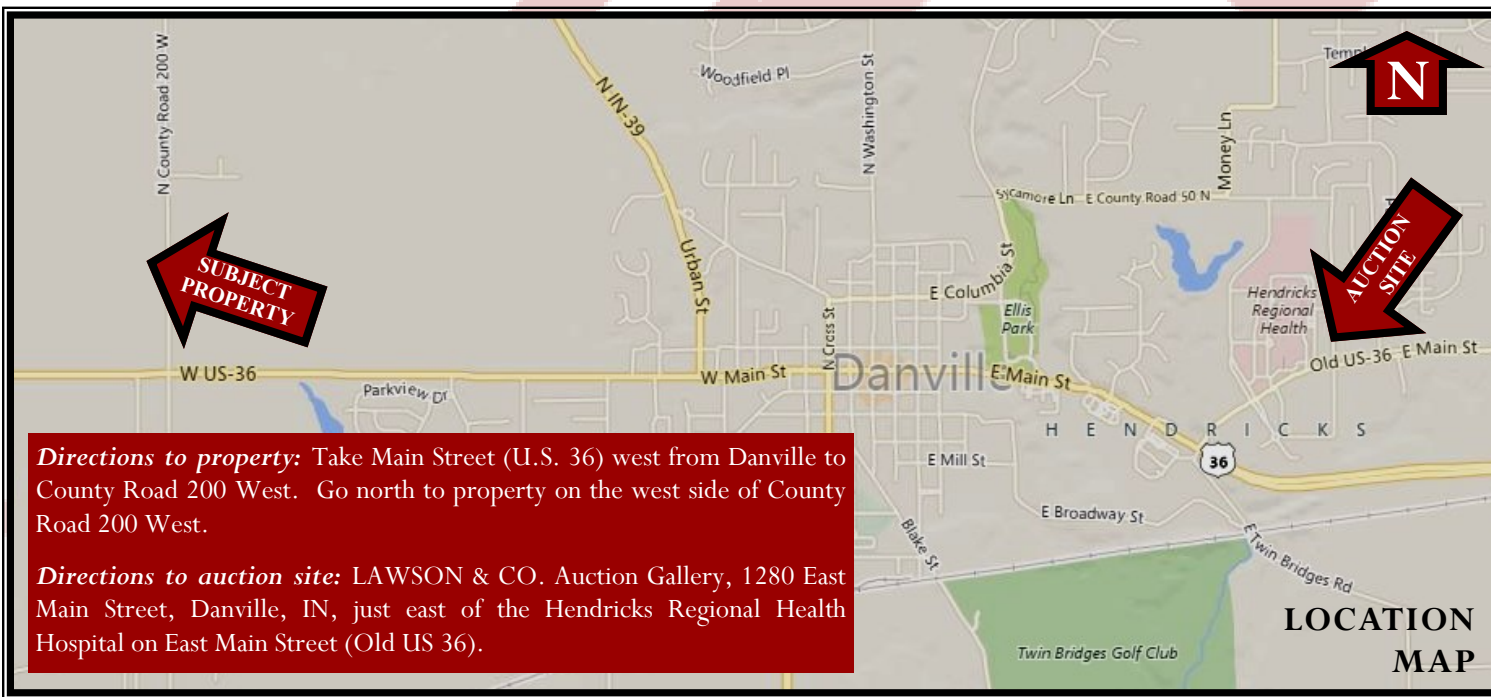 N County Road 200 W
N IN-39
Woodfield Pl
N Washington St
N
Money Ln
Sycamore Ln
E County Road 50 N
SUBJECT
PROPERTY
Urban St
E Columbia St
Ellis
Park
N Cross St
Hendricks
Regional
Health
AUCTION
SITE
Old US-36
E Main St
W US-36
W Main St
Danville
E Main St
Parkview Dr
HENDRICKS
36
E Mill St
E Broadway St
Blake St
E Twin Bridges Rd
Twin Bridges Golf Club
Directions to property: Take Main Street (U.S. 36) west from Danville to
County Road 200 West. Go north to property on the west side of County
Road 200 West.
Directions to auction site: LAWSON & CO. Auction Gallery, 1280 East
Main Street, Danville, IN, just east of the Hendricks Regional Health
Hospital on East Main Street (Old US 36).
LOCATION
MAP